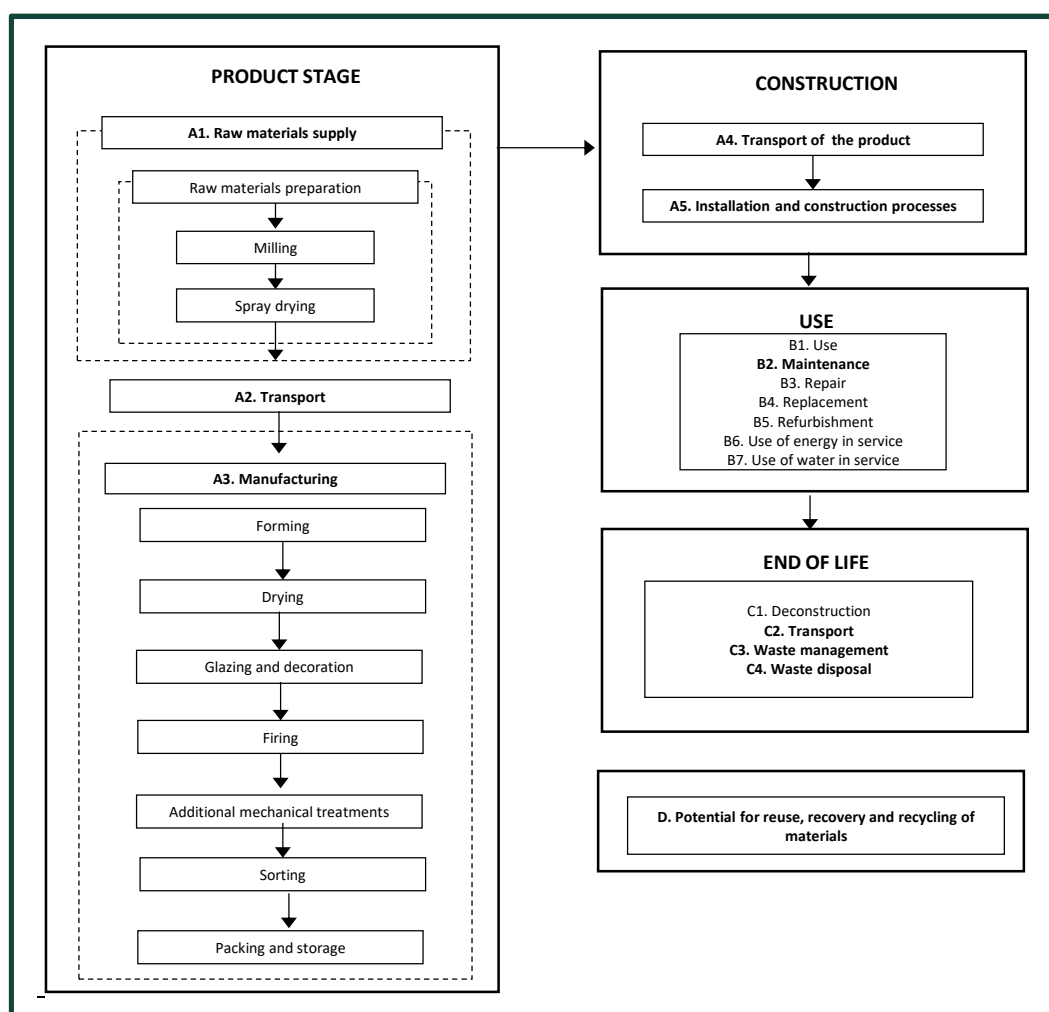 PRODUCT STAGE
A1. Raw materials supply
Raw materials preparation
Milling
Spray drying
A2. Transport
A3. Manufacturing
Forming
Drying
Glazing and decoration
Firing
Additional mechanical treatments
Sorting
Packing and storage
CONSTRUCTION
A4. Transport of the product
A5. Installation and construction processes
USE
B1. Use
B2. Maintenance
B3. Repair
B4. Replacement
B5. Refurbishment
B6. Use of energy in service
B7. Use of water in service
END OF LIFE
C1. Deconstruction
C2. Transport
C3. Waste management
C4. Waste disposal
D. Potential for reuse, recovery and recycling of
materials